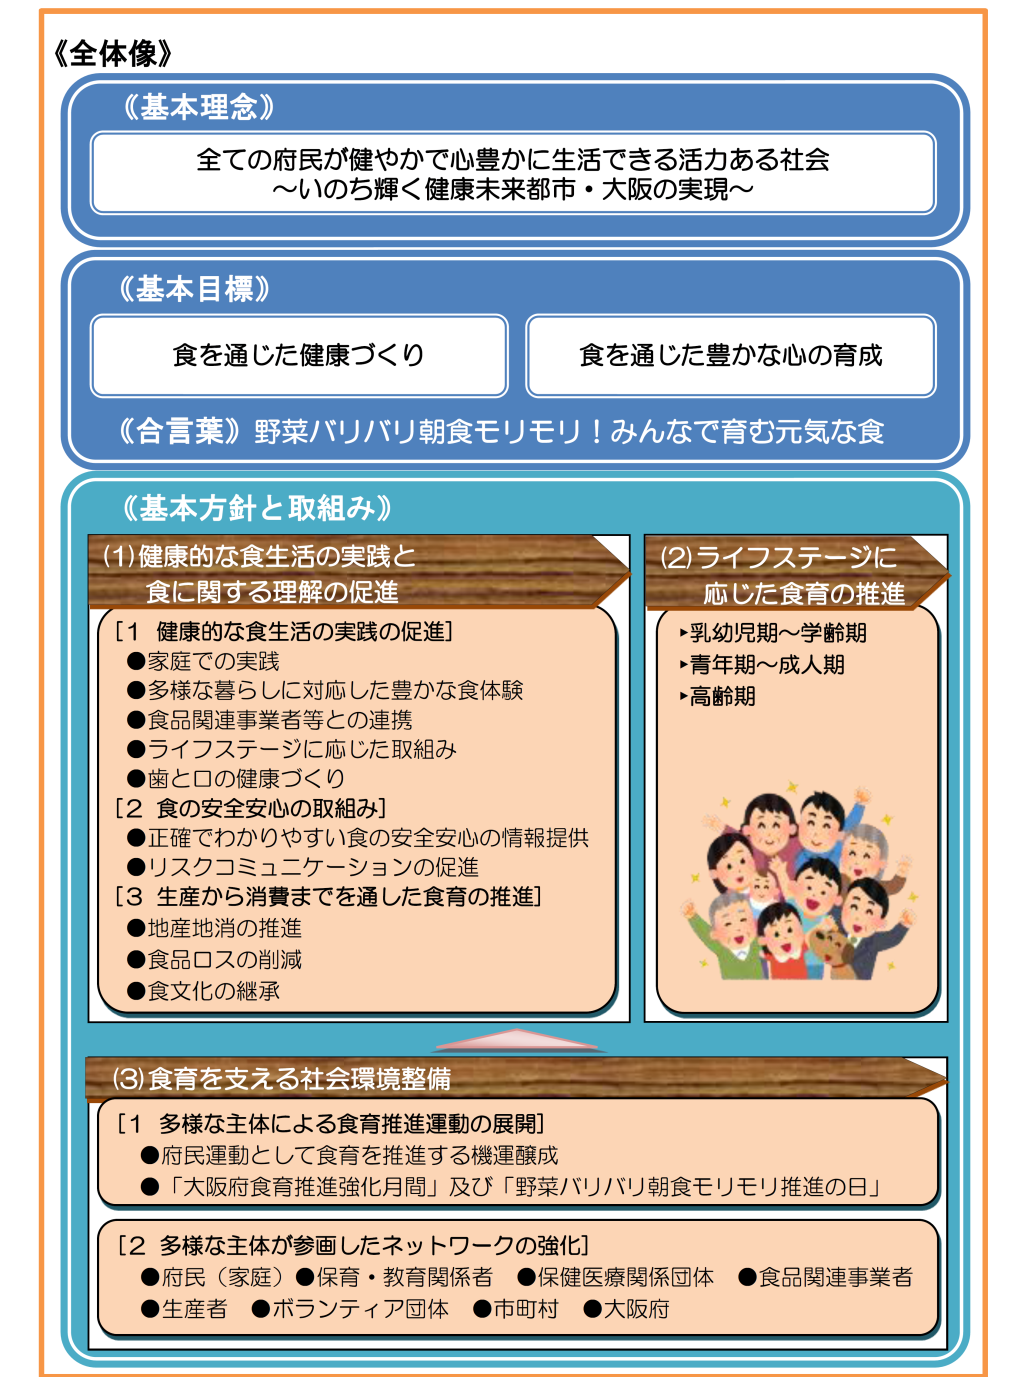 《全体像》
《基本理念》
全ての府民が健やかで心豊かに生活できる活力ある社会
～いのち輝く健康未来都市・大阪の実現～
《基本目標》
食を通じた健康づくり
食を通じた豊かな心の育成
《合言葉》野菜バリバリ朝食モリモリ！みんなで育む元気な食
《基本方針と取組み》
(1)健康的な食生活の実践と
食に関する理解の促進
[1 健康的な食生活の実践の促進]
●家庭での実践
●多様な暮らしに対応した豊かな食体験
●食品関連事業者等との連携
●ライフステージに応じた取組み
●歯と口の健康づくり
[2 食の安全安心の取組み]
●正確でわかりやすい食の安全安心の情報提供
●リスクコミュニケーションの促進
[3 生産から消費までを通した食育の推進]
●地産地消の推進
●食品ロスの削減
●食文化の継承
(2)ライフステージに
応じた食育の推進
▸乳幼児期～学齢期
▸青年期～成人期
▸高齢期
(3)食育を支える社会環境整備
[1 多様な主体による食育推進運動の展開]
●府民運動として食育を推進する機運醸成
●「大阪府食育推進強化月間」及び「野菜バリバリ朝食モリモリ推進の日」
[2 多様な主体が参画したネットワークの強化]
●府民（家庭）●保育・教育関係者 ●保健医療関係団体 ●食品関連事業者
●生産者 ●ボランティア団体 ●市町村 ●大阪府